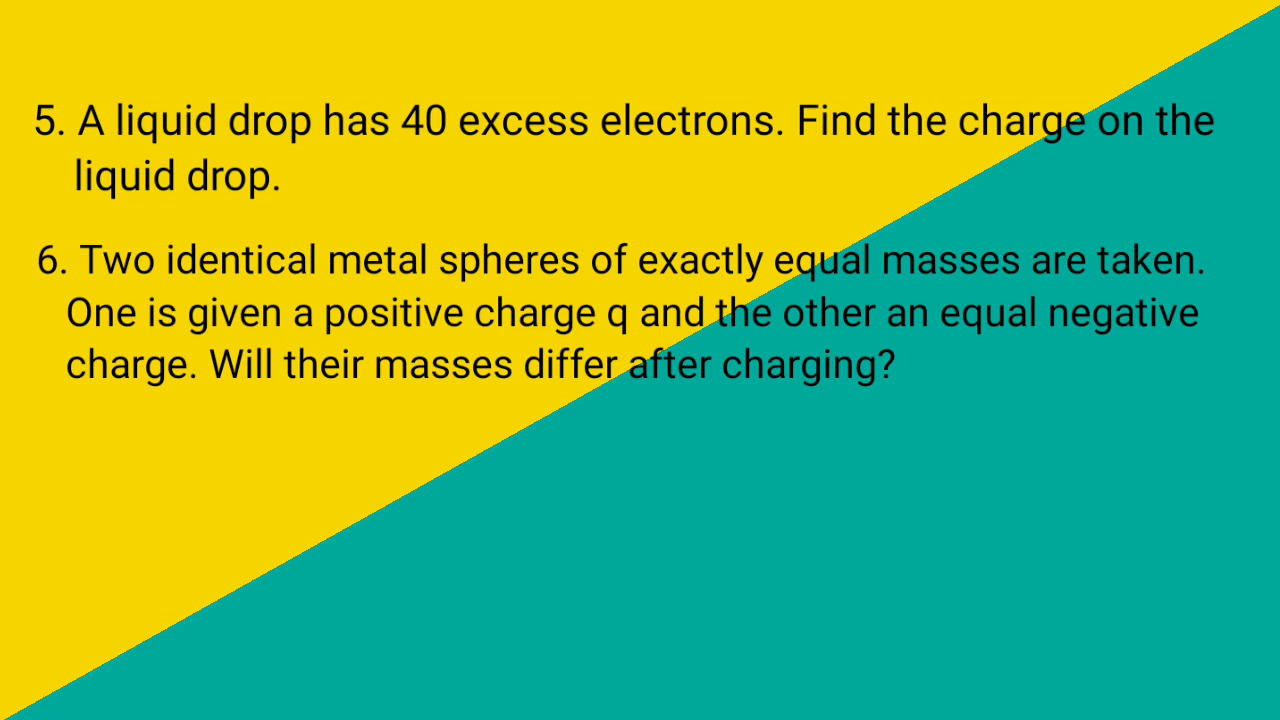 5. A liquid drop has 40 excess electrons. Find the charge on the
liquid drop.
6. Two identical metal spheres of exactly equal masses are taken.
One is given a positive charge q and the other an equal negative
charge. Will their masses differ after charging?